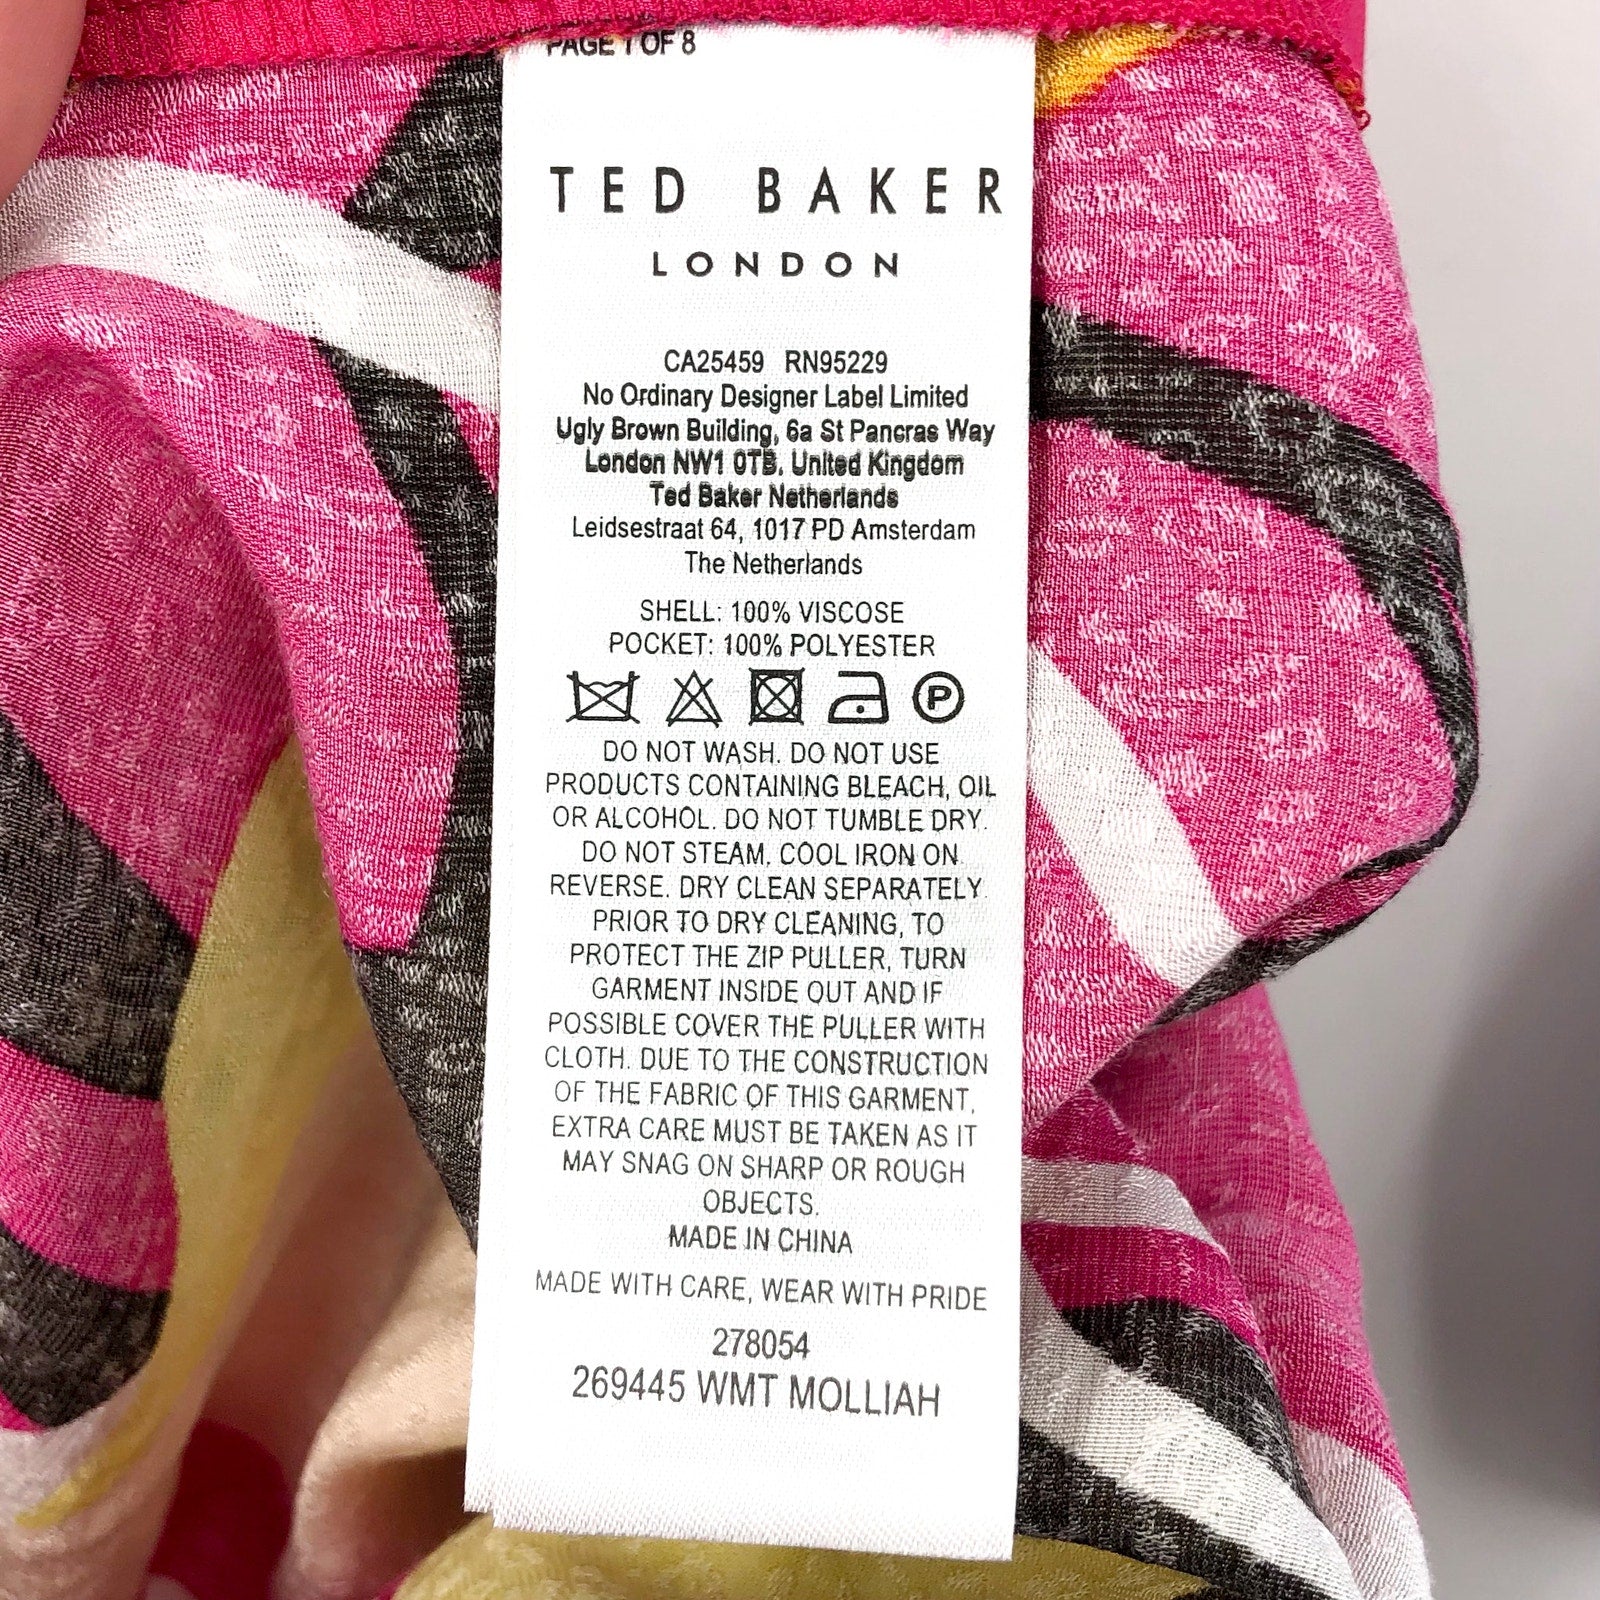 PAGE 1 OF 8
TED BAKER
LONDON
CA25459 RN95229
No Ordinary Designer Label Limited
Ugly Brown Building, 6a St Pancras Way
London NW1 0TB. United Kingdom
Ted Baker Netherlands
Leidsestraat 64, 1017 PD Amsterdam
The Netherlands
SHELL: 100% VISCOSE
POCKET: 100% POLYESTER
P
DO NOT WASH. DO NOT USE
PRODUCTS CONTAINING BLEACH, OIL
OR ALCOHOL. DO NOT TUMBLE DRY.
DO NOT STEAM. COOL IRON ON
REVERSE. DRY CLEAN SEPARATELY.
PRIOR TO DRY CLEANING, TO
PROTECT THE ZIP PULLER, TURN
GARMENT INSIDE OUT AND IF
POSSIBLE COVER THE PULLER WITH
CLOTH. DUE TO THE CONSTRUCTION
OF THE FABRIC OF THIS GARMENT,
EXTRA CARE MUST BE TAKEN AS IT
MAY SNAG ON SHARP OR ROUGH
OBJECTS.
MADE IN CHINA
MADE WITH CARE, WEAR WITH PRIDE
278054
269445 WMT MOLLIAH